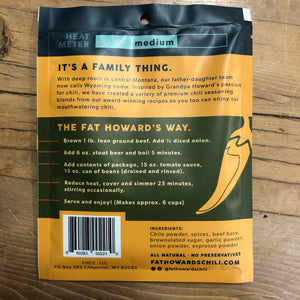 HEAT
METER
medium
IT'S A FAMILY THING.
With deep roots in central Montana, our father-daughter team
now calls Wyoming home. Inspired by Grandpa Howard's passion
for chili, we have created a variety of premium chili seasoning
blends from our award-winning recipes so you too can enjoy our
mouthwatering chili.
THE FAT HOWARD'S WAY.
Brown 1 lb. lean ground beef. Add ½ diced onion.
Add 6 oz. stout beer and boil 5 minutes.
Add contents of package, 15 oz. tomato sauce,
15 oz. can of beans (drained and rinsed).
Reduce heat, cover and simmer 25 minutes,
stirring occasionally.
Serve and enjoy! (Makes approx. 6 cups)
INGREDIENTS:
Chile powder, spices, beef base,
brownulated sugar, garlic powder,
onion powder, espresso powder.
ALL NATURAL - NO MSG
FATHOWARDSCHILI.COM
@fathowardschili
FHCC, LLC
PO Box 283 Cheyenne, WY 82003